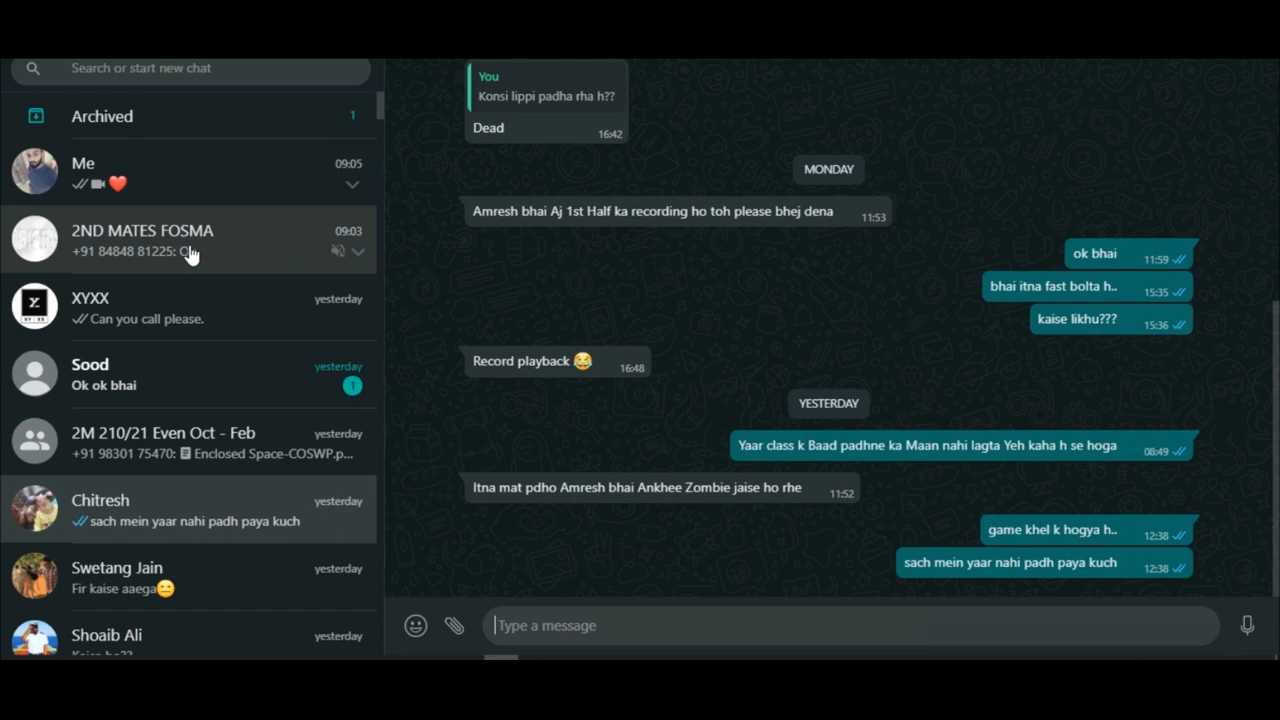 Search or start new chat
Archived 1
Me 09:05
2ND MATES FOSMA 09:03
+91 84848 81225:
XYXX yesterday
Can you call please.
Sood yesterday
Ok ok bhai 1
2M 210/21 Even Oct - Feb yesterday
+91 98301 75470: Enclosed Space-COSWP.p...
Chitresh yesterday
sach mein yaar nahi padh paya kuch
Swetang Jain yesterday
Fir kaise aaega😐
Shoaib Ali yesterday
You
Konsi lippi padha rha h??
Dead 16:42
MONDAY
Amresh bhai Aj 1st Half ka recording ho toh please bhej dena 11:53
ok bhai 11:59
bhai itna fast bolta h.. 15:35
kaise likhu??? 15:36
Record playback 😂 16:48
YESTERDAY
Yaar class k Baad padhne ka Maan nahi lagta Yeh kaha h se hoga 08:49
Itna mat pdho Amresh bhai Ankhee Zombie jaise ho rhe 11:52
game khel k hogya h.. 12:38
sach mein yaar nahi padh paya kuch 12:38
Type a message